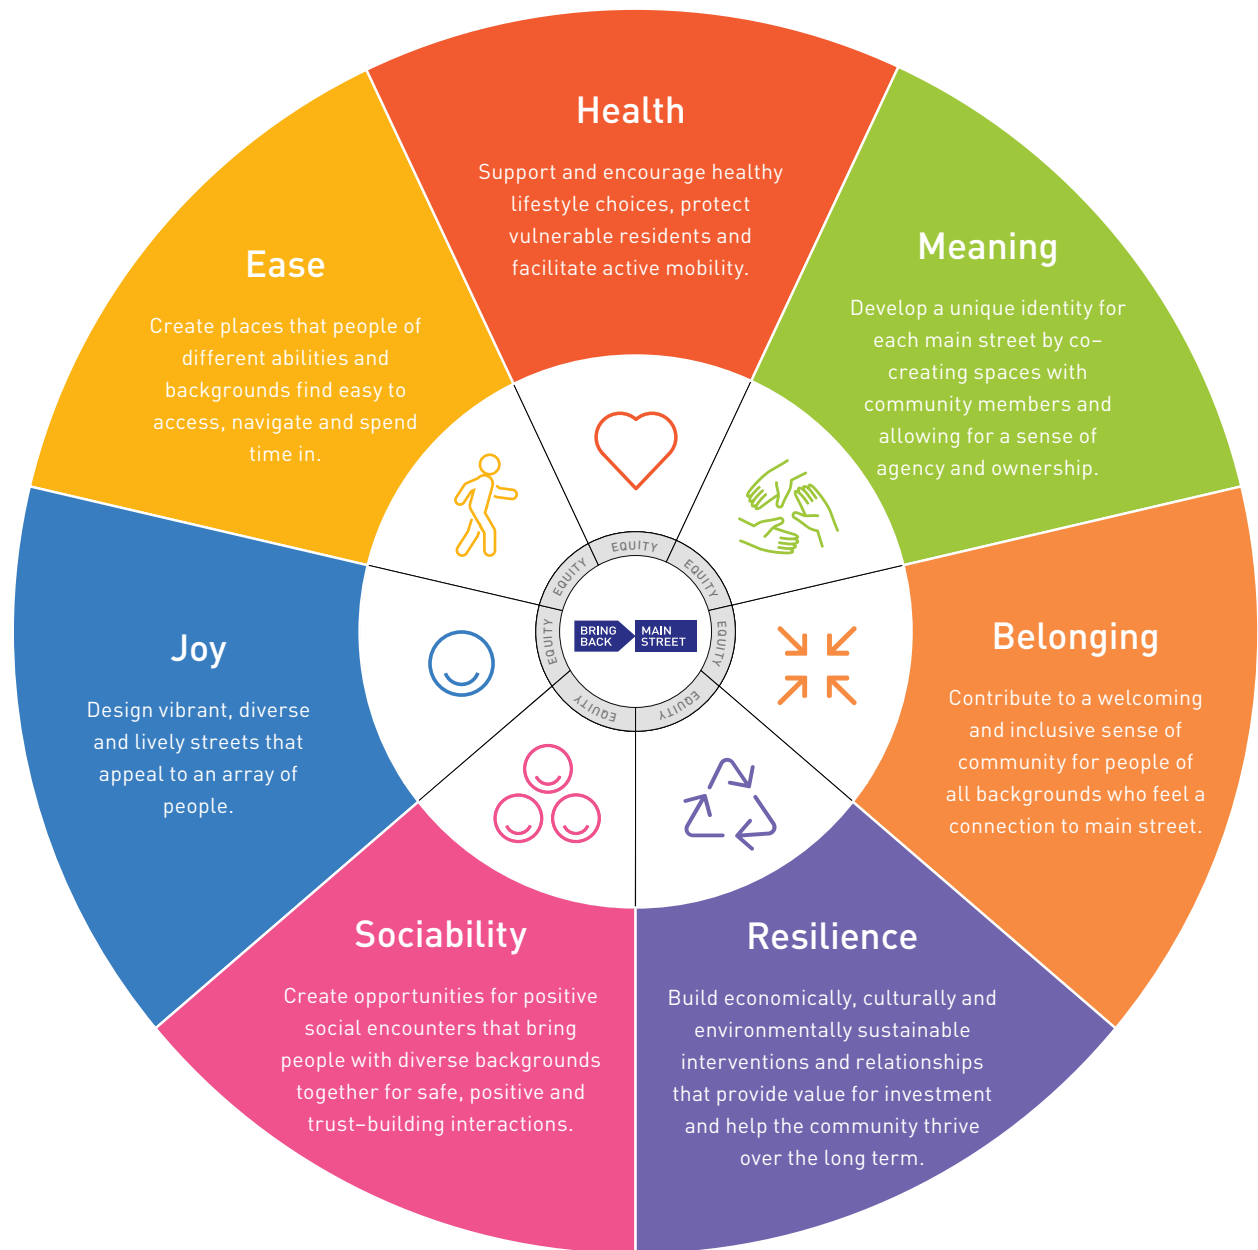 Health
Support and encourage healthy
lifestyle choices, protect
vulnerable residents and
facilitate active mobility.
Meaning
Develop a unique identity for
each main street by co–
creating spaces with
community members and
allowing for a sense of
agency and ownership.
Belonging
Contribute to a welcoming
and inclusive sense of
community for people of
all backgrounds who feel a
connection to main street.
Resilience
Build economically, culturally and
environmentally sustainable
interventions and relationships
that provide value for investment
and help the community thrive
over the long term.
Sociability
Create opportunities for positive
social encounters that bring
people with diverse backgrounds
together for safe, positive and
trust–building interactions.
Joy
Design vibrant, diverse
and lively streets that
appeal to an array of
people.
Ease
Create places that people of
different abilities and
backgrounds find easy to
access, navigate and spend
time in.
EQUITY
EQUITY
EQUITY
EQUITY
EQUITY
EQUITY
EQUITY
BRING
BACK
MAIN
STREET